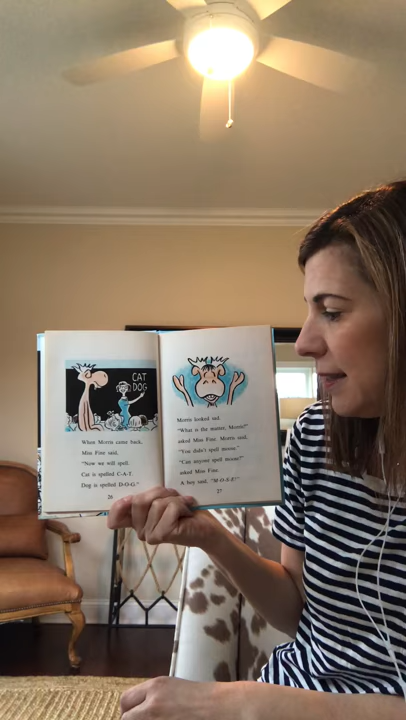 CAT
DOG
When Morris came back,
Miss Fine said,
"Now we will spell.
Cat is spelled C-A-T.
Dog is spelled D-O-G."
26
Morris looked sad.
"What is the matter, Morris?"
asked Miss Fine. Morris said,
"You didn't spell moose."
"Can anyone spell moose?"
asked Miss Fine.
A boy said, "M-O-S-E!"
27